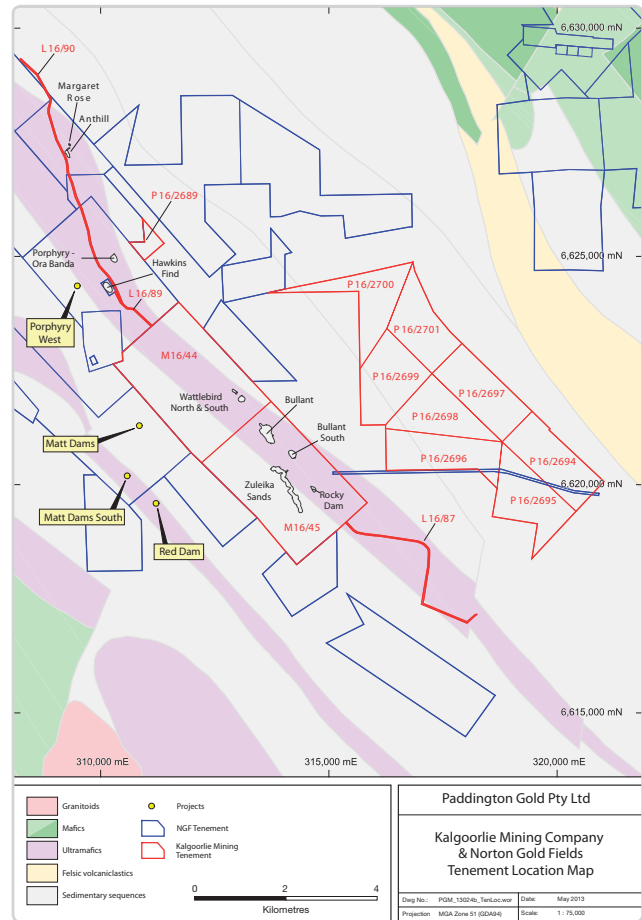 6,630,000 mN
L 16/90
Margaret
Rose
Anthill
P 16/2689
6,625,000 mN
Porphyry -
Ora Banda
Hawkins
Find
L 16/89
P 16/2700
Porphyry
West
M16/44
P 16/2701
P 16/2699
P 16/2697
Wattlebird
North & South
Bullant
P 16/2698
Matt Dams
Bullant
South
P 16/2696
P 16/2694
Zuleika
Sands
Rocky
Dam
6,620,000 mN
P 16/2695
Matt Dams South
Red Dam
M16/45
L 16/87
6,615,000 mN
310,000 mE
315,000 mE
320,000 mE
Granitoids
Mafics
Ultramafics
Felsic volcaniclastics
Sedimentary sequences
Projects
NGF Tenement
Kalgoorlie Mining
Tenement
0 2 4
Kilometres
Paddington Gold Pty Ltd
Kalgoorlie Mining Company
& Norton Gold Fields
Tenement Location Map
Dwg No.: PGM_13024b_TenLoc.wor Date: May 2013
Projection MGA Zone 51 (GDA94) Scale: 1 : 75,000